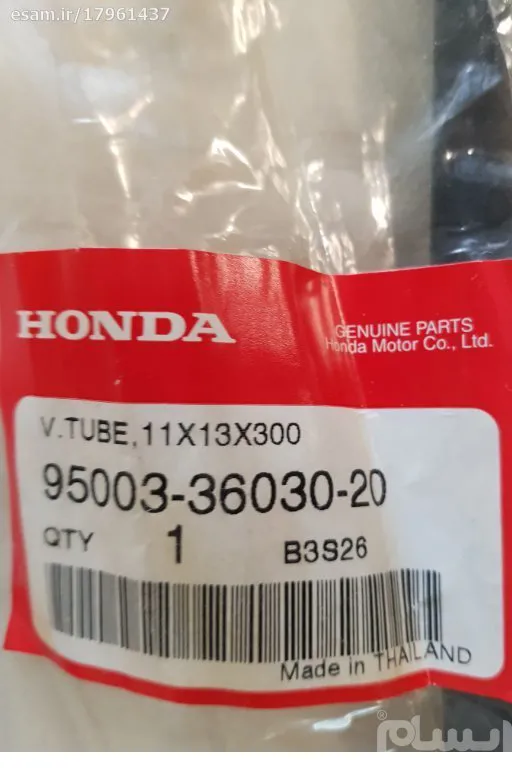 esam.ir/17961437
HONDA
GENUINE PARTS
Honda Motor Co., Ltd.
V.TUBE,11X13X300
95003-36030-20
QTY 1 B3S26
Made in THAILAND
ایسام®